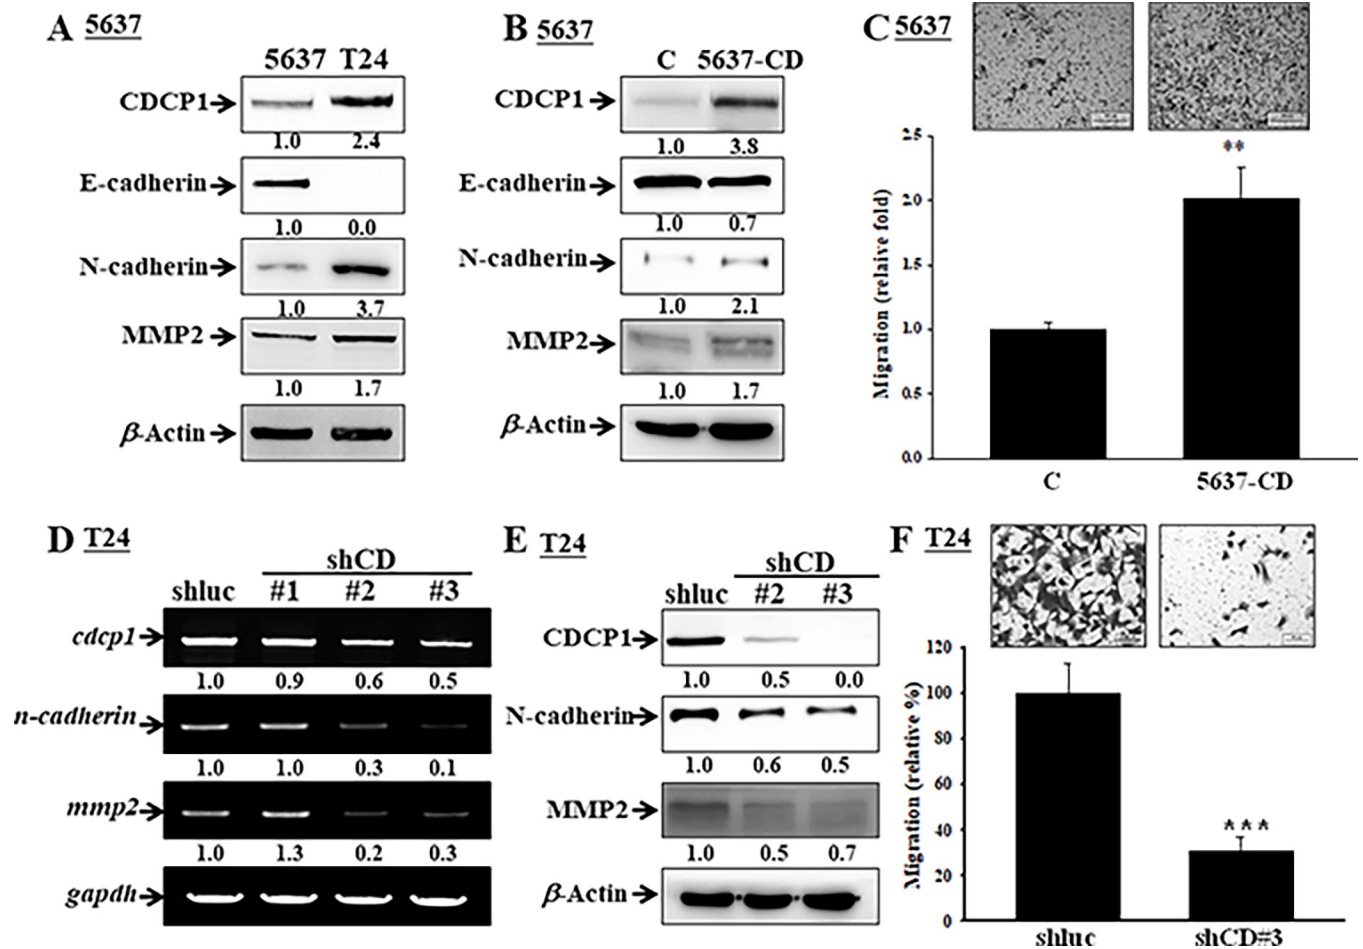 A 5637
5637 T24
CDCP1
1.0 2.4
E-cadherin
1.0 0.0
N-cadherin
1.0 3.7
MMP2
1.0 1.7
β-Actin
B 5637
C 5637-CD
CDCP1
1.0 3.8
E-cadherin
1.0 0.7
N-cadherin
1.0 2.1
MMP2
1.0 1.7
β-Actin
C 5637
Migration (relaive fold)
2.5
2.0
1.5
1.0
0.5
0.0
**
C 5637-CD
D T24
shCD
shluc #1 #2 #3
cdcp1
1.0 0.9 0.6 0.5
n-cadherin
1.0 1.0 0.3 0.1
mmp2
1.0 1.3 0.2 0.3
gapdh
E T24
shCD
shluc #2 #3
CDCP1
1.0 0.5 0.0
N-cadherin
1.0 0.6 0.5
MMP2
1.0 0.5 0.7
β-Actin
F T24
Migration (relative %)
120
100
80
60
40
20
0
***
shluc shCD#3